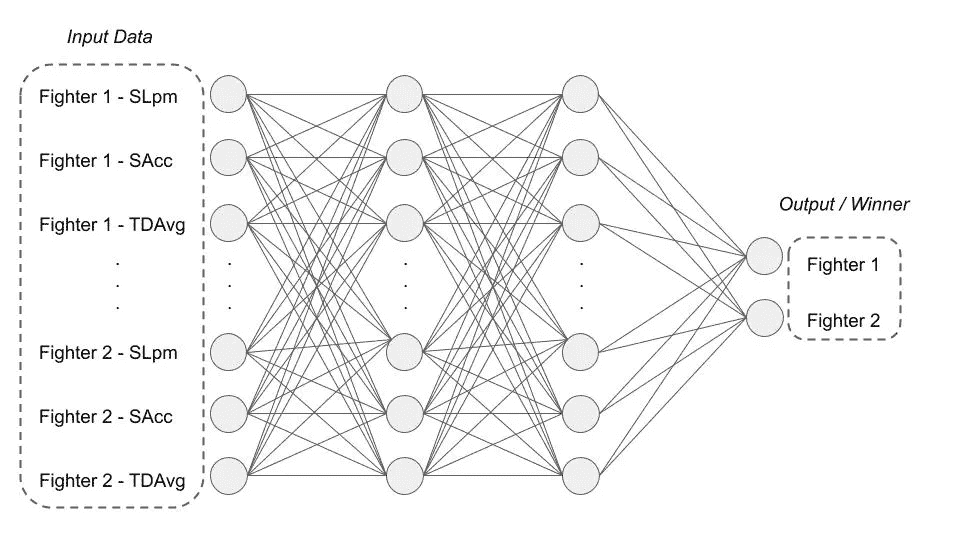 Input Data
Fighter 1 - SLpm
Fighter 1 - SAcc
Fighter 1 - TDAvg
Fighter 2 - SLpm
Fighter 2 - SAcc
Fighter 2 - TDAvg
Output / Winner
Fighter 1
Fighter 2